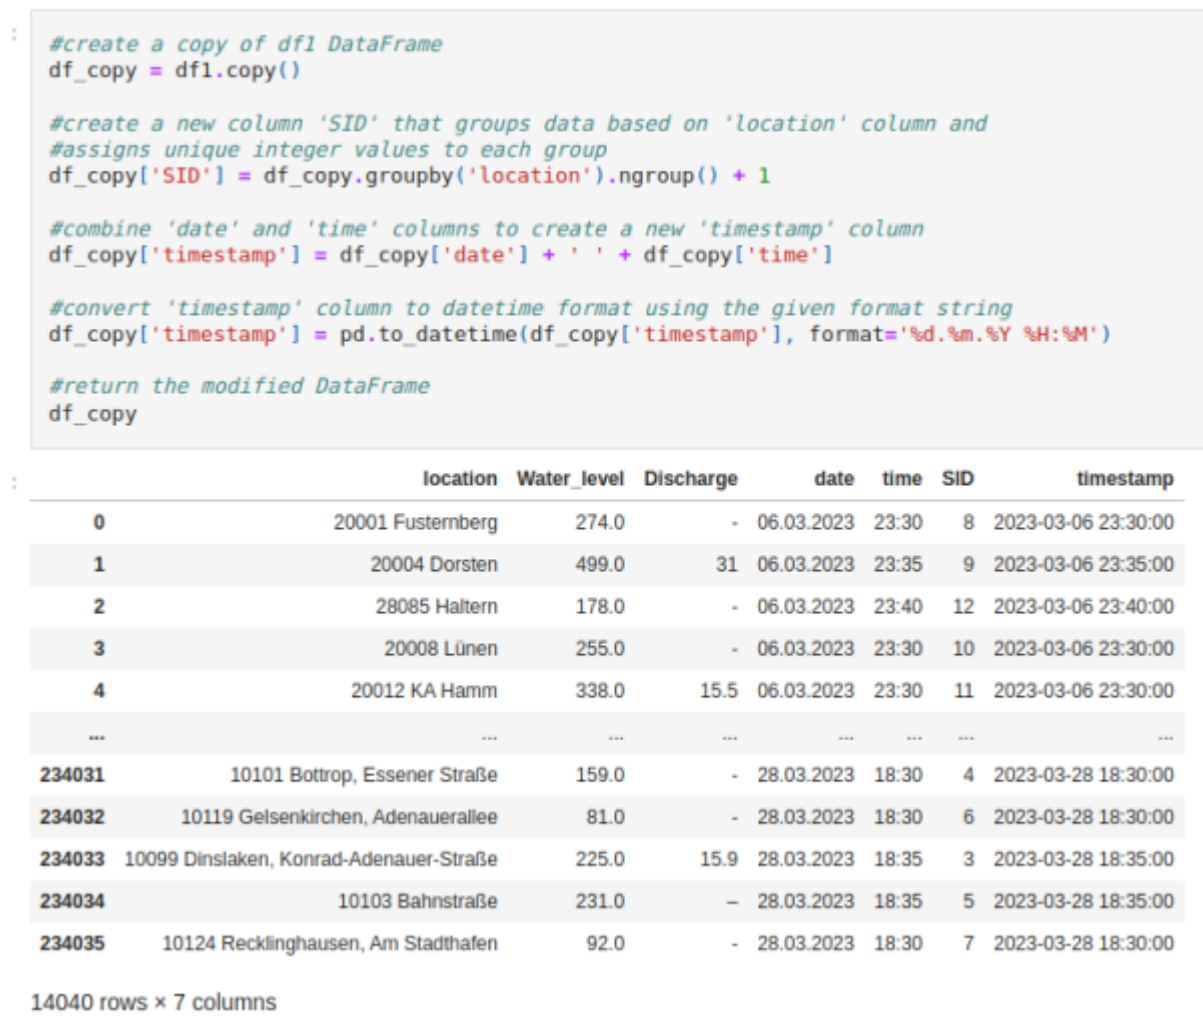 #create a copy of df1 DataFrame
df_copy = df1.copy()
#create a new column 'SID' that groups data based on 'location' column and
#assigns unique integer values to each group
df_copy['SID'] = df_copy.groupby('location').ngroup() + 1
#combine 'date' and 'time' columns to create a new 'timestamp' column
df_copy['timestamp'] = df_copy['date'] + ' ' + df_copy['time']
#convert 'timestamp' column to datetime format using the given format string
df_copy['timestamp'] = pd.to_datetime(df_copy['timestamp'], format='%d.%m.%Y %H:%M')
#return the modified DataFrame
df_copy
location Water_level Discharge date time SID timestamp
0 20001 Fusternberg 274.0 - 06.03.2023 23:30 8 2023-03-06 23:30:00
1 20004 Dorsten 499.0 31 06.03.2023 23:35 9 2023-03-06 23:35:00
2 28085 Haltern 178.0 - 06.03.2023 23:40 12 2023-03-06 23:40:00
3 20008 Lünen 255.0 - 06.03.2023 23:30 10 2023-03-06 23:30:00
4 20012 KA Hamm 338.0 15.5 06.03.2023 23:30 11 2023-03-06 23:30:00
... ... ... ... ... ... ... ...
234031 10101 Bottrop, Essener Straße 159.0 - 28.03.2023 18:30 4 2023-03-28 18:30:00
234032 10119 Gelsenkirchen, Adenauerallee 81.0 - 28.03.2023 18:30 6 2023-03-28 18:30:00
234033 10099 Dinslaken, Konrad-Adenauer-Straße 225.0 15.9 28.03.2023 18:35 3 2023-03-28 18:35:00
234034 10103 Bahnstraße 231.0 – 28.03.2023 18:35 5 2023-03-28 18:35:00
234035 10124 Recklinghausen, Am Stadthafen 92.0 - 28.03.2023 18:30 7 2023-03-28 18:30:00
14040 rows × 7 columns